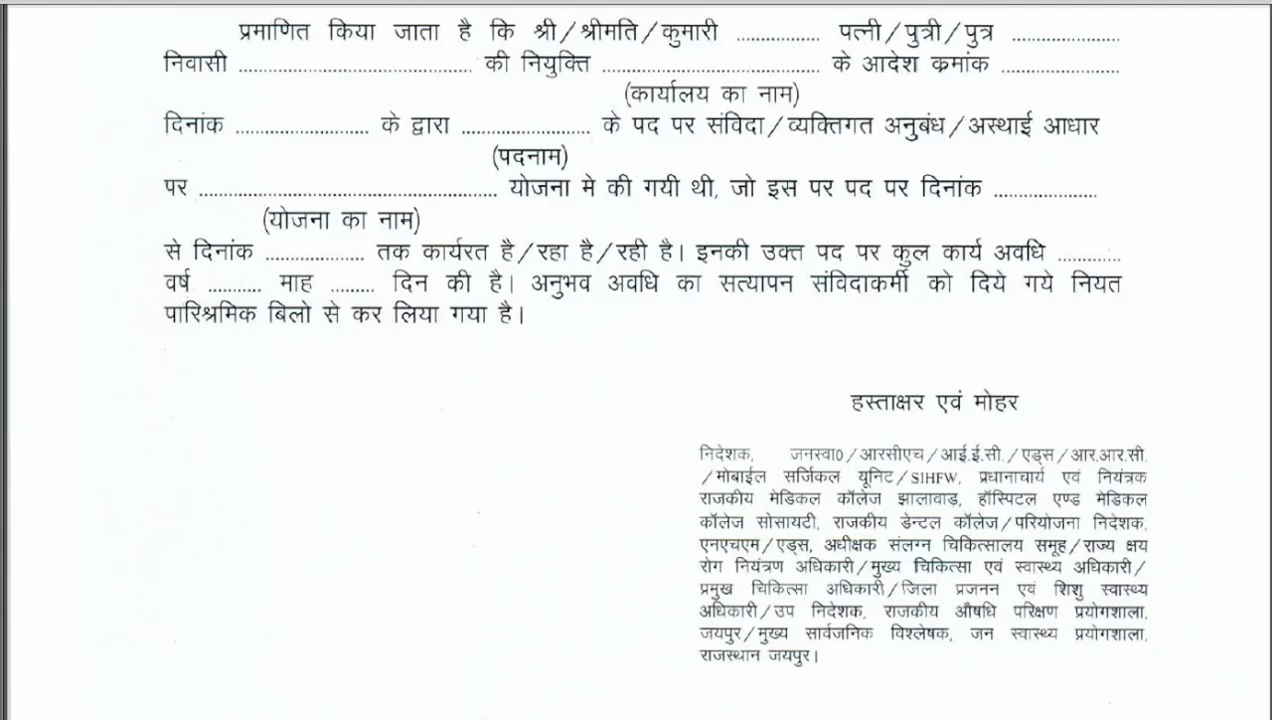 प्रमाणित किया जाता है कि श्री/श्रीमति/कुमारी ............... पत्नी/पुत्री/पुत्र ....................
निवासी ........................................... की नियुक्ति ........................................ के आदेश क्रमांक ......................
(कार्यालय का नाम)
दिनांक ......................... के द्वारा ........................ के पद पर संविदा/व्यक्तिगत अनुबंध/अस्थाई आधार
(पदनाम)
पर ....................................................... योजना मे की गयी थी, जो इस पर पद पर दिनांक ...................
(योजना का नाम)
से दिनांक .................. तक कार्यरत है/रहा है/रही है। इनकी उक्त पद पर कुल कार्य अवधि ............
वर्ष .......... माह ........ दिन की है। अनुभव अवधि का सत्यापन संविदाकर्मी को दिये गये नियत
पारिश्रमिक बिलो से कर लिया गया है।
हस्ताक्षर एवं मोहर
निदेशक, जनस्वा0/आरसीएच/आई.ई.सी./एड्स/आर.आर.सी.
/मोबाईल सर्जिकल यूनिट/SIHFW, प्रधानाचार्य एवं नियंत्रक
राजकीय मेडिकल कॉलेज झालावाड, हॉस्पिटल एण्ड मेडिकल
कॉलेज सोसायटी, राजकीय डेन्टल कॉलेज/परियोजना निदेशक,
एनएचएम/एड्स, अधीक्षक संलग्न चिकित्सालय समूह/राज्य क्षय
रोग नियंत्रण अधिकारी/मुख्य चिकित्सा एवं स्वास्थ्य अधिकारी/
प्रमुख चिकित्सा अधिकारी/जिला प्रजनन एवं शिशु स्वास्थ्य
अधिकारी/उप निदेशक, राजकीय औषधि परिक्षण प्रयोगशाला,
जयपुर/मुख्य सार्वजनिक विश्लेषक, जन स्वास्थ्य प्रयोगशाला,
राजस्थान जयपुर।